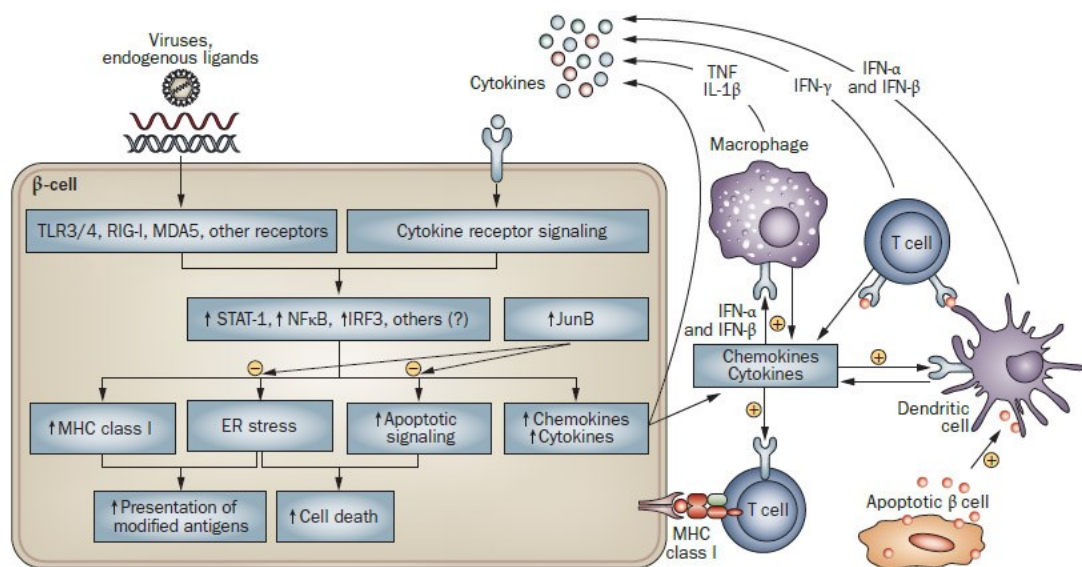 Viruses,
endogenous ligands
Cytokines
TNF
IL-1β
IFN-γ
IFN-α
and IFN-β
Macrophage
β-cell
TLR3/4, RIG-I, MDA5, other receptors
Cytokine receptor signaling
T cell
↑STAT-1, ↑NFκB, ↑IRF3, others (?)
↑JunB
IFN-α
and IFN-β
+
−
−
Chemokines
Cytokines
+
Dendritic
cell
↑MHC class I
ER stress
↑Apoptotic
signaling
↑Chemokines
↑Cytokines
+
+
Apoptotic β cell
↑Presentation of
modified antigens
↑Cell death
T cell
MHC
class I